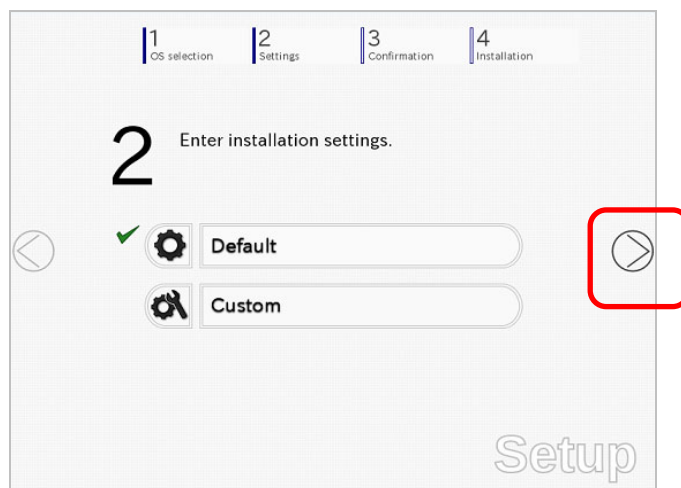 1 2 3 4
OS selection Settings Confirmation Installation
2 Enter installation settings.
Default
Custom
Setup